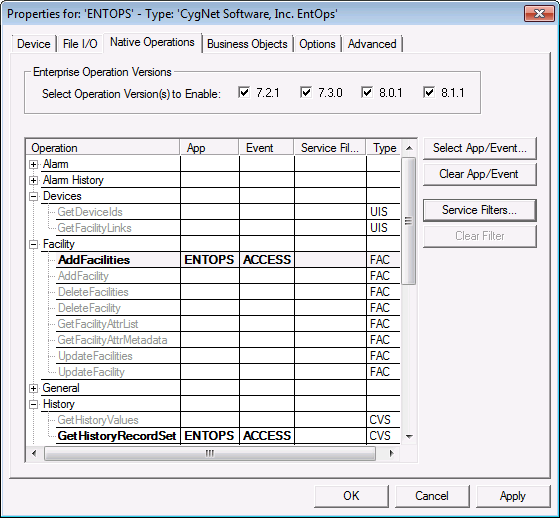 Properties for: 'ENTOPS' - Type: 'CygNet Software, Inc. EntOps'
Device File I/O Native Operations Business Objects Options Advanced
Enterprise Operation Versions
Select Operation Version(s) to Enable: 7.2.1 7.3.0 8.0.1 8.1.1
Operation App Event Service Fil... Type
Alarm
Alarm History
Devices
GetDeviceIds UIS
GetFacilityLinks UIS
Facility
AddFacilities ENTOPS ACCESS FAC
AddFacility FAC
DeleteFacilities FAC
DeleteFacility FAC
GetFacilityAttrList FAC
GetFacilityAttrMetadata FAC
UpdateFacilities FAC
UpdateFacility FAC
General
History
GetHistoryValues CVS
GetHistoryRecordSet ENTOPS ACCESS CVS
Select App/Event...
Clear App/Event
Service Filters...
Clear Filter
OK Cancel Apply